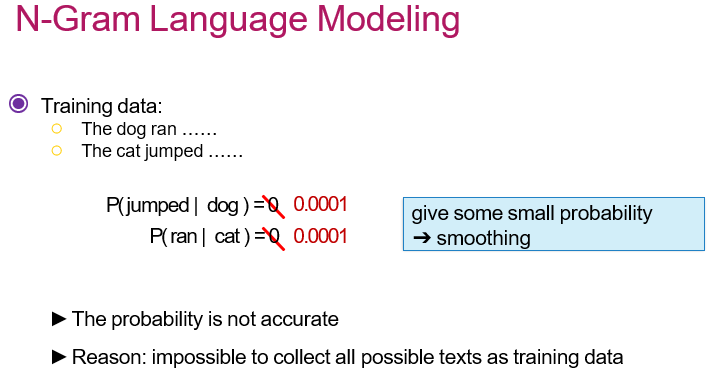 N-Gram Language Modeling
Training data:
The dog ran ……
The cat jumped ……
P( jumped | dog ) = 0 0.0001
P( ran | cat ) = 0 0.0001
give some small probability
➔ smoothing
► The probability is not accurate
► Reason: impossible to collect all possible texts as training data